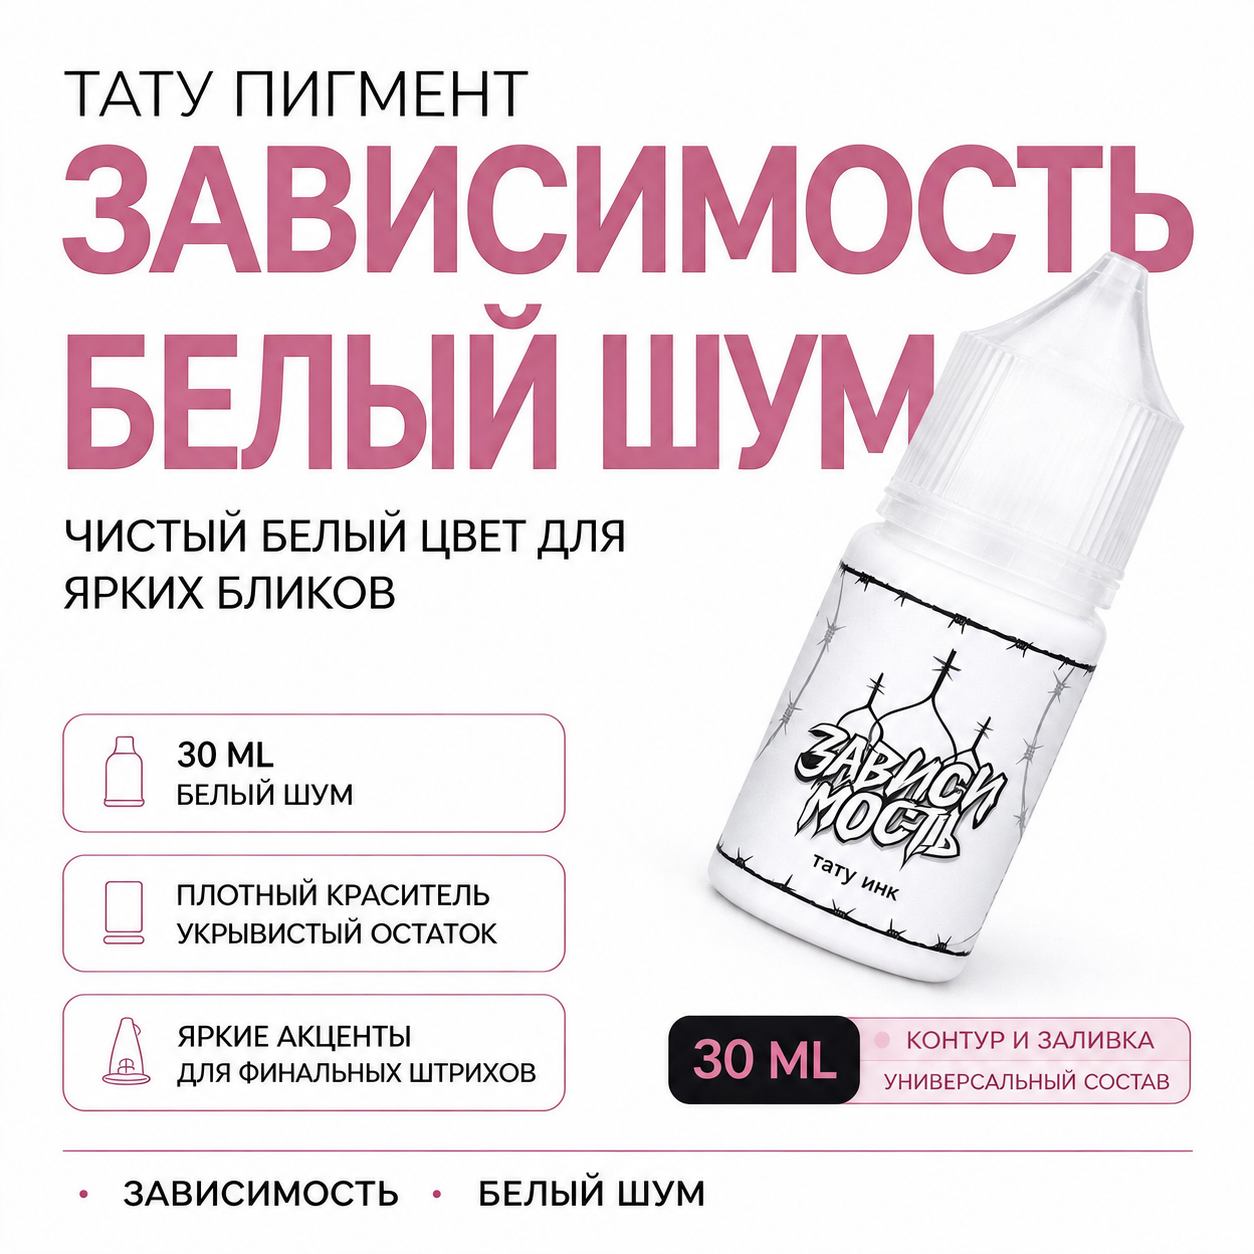 ТАТУ ПИГМЕНТ
ЗАВИСИМОСТЬ
БЕЛЫЙ ШУМ
ЧИСТЫЙ БЕЛЫЙ ЦВЕТ ДЛЯ
ЯРКИХ БЛИКОВ
30 ML
БЕЛЫЙ ШУМ
ПЛОТНЫЙ КРАСИТЕЛЬ
УКРЫВИСТЫЙ ОСТАТОК
ЯРКИЕ АКЦЕНТЫ
ДЛЯ ФИНАЛЬНЫХ ШТРИХОВ
ЗАВИСИ
МОСТЬ
тату инк
30 ML
КОНТУР И ЗАЛИВКА
УНИВЕРСАЛЬНЫЙ СОСТАВ
• ЗАВИСИМОСТЬ • БЕЛЫЙ ШУМ